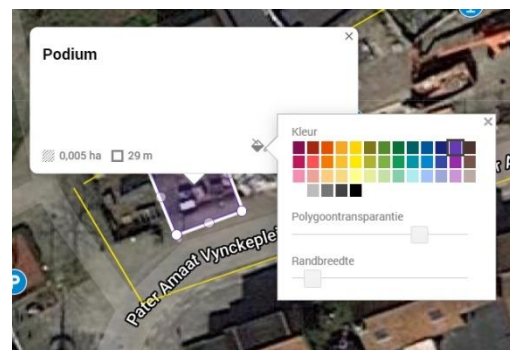 Podium
0,005 ha 29 m
Kleur
Polygoontransparantie
Randbreedte
Pater Amaat Vynckeplei
P